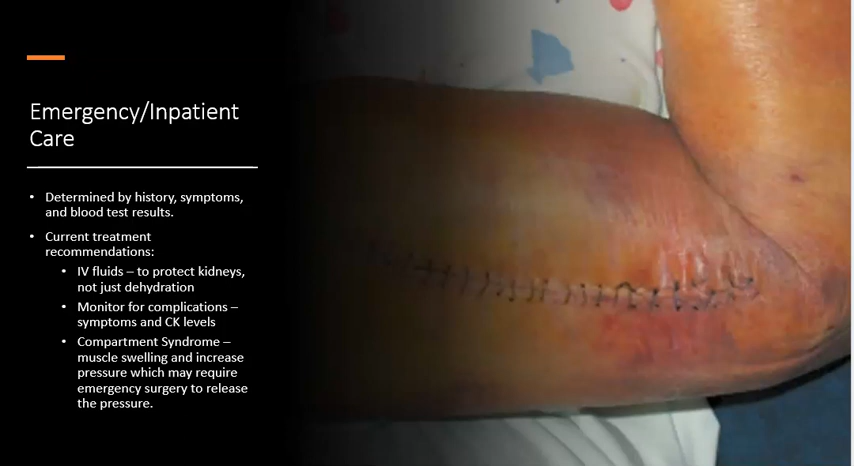 Emergency/Inpatient
Care
• Determined by history, symptoms,
and blood test results.
• Current treatment
recommendations:
• IV fluids – to protect kidneys,
not just dehydration
• Monitor for complications –
symptoms and CK levels
• Compartment Syndrome –
muscle swelling and increase
pressure which may require
emergency surgery to release
the pressure.